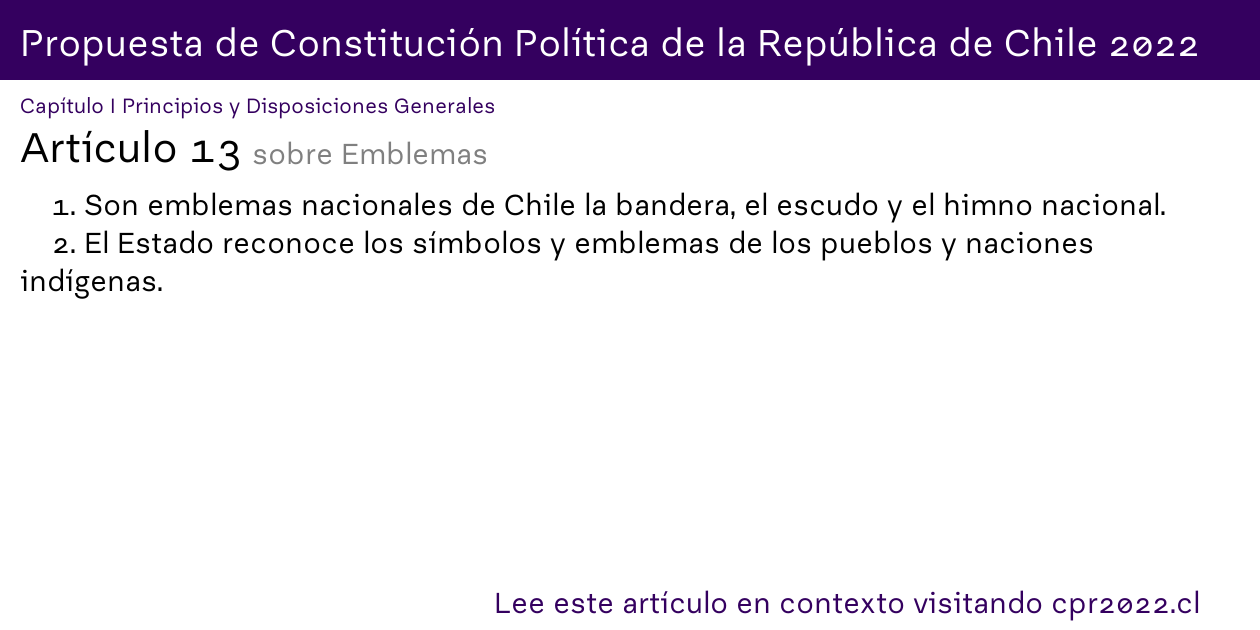 Propuesta de Constitución Política de la República de Chile 2022
Capítulo I Principios y Disposiciones Generales
Artículo 13 sobre Emblemas
1. Son emblemas nacionales de Chile la bandera, el escudo y el himno nacional.
2. El Estado reconoce los símbolos y emblemas de los pueblos y naciones
indígenas.
Lee este artículo en contexto visitando cpr2022.cl